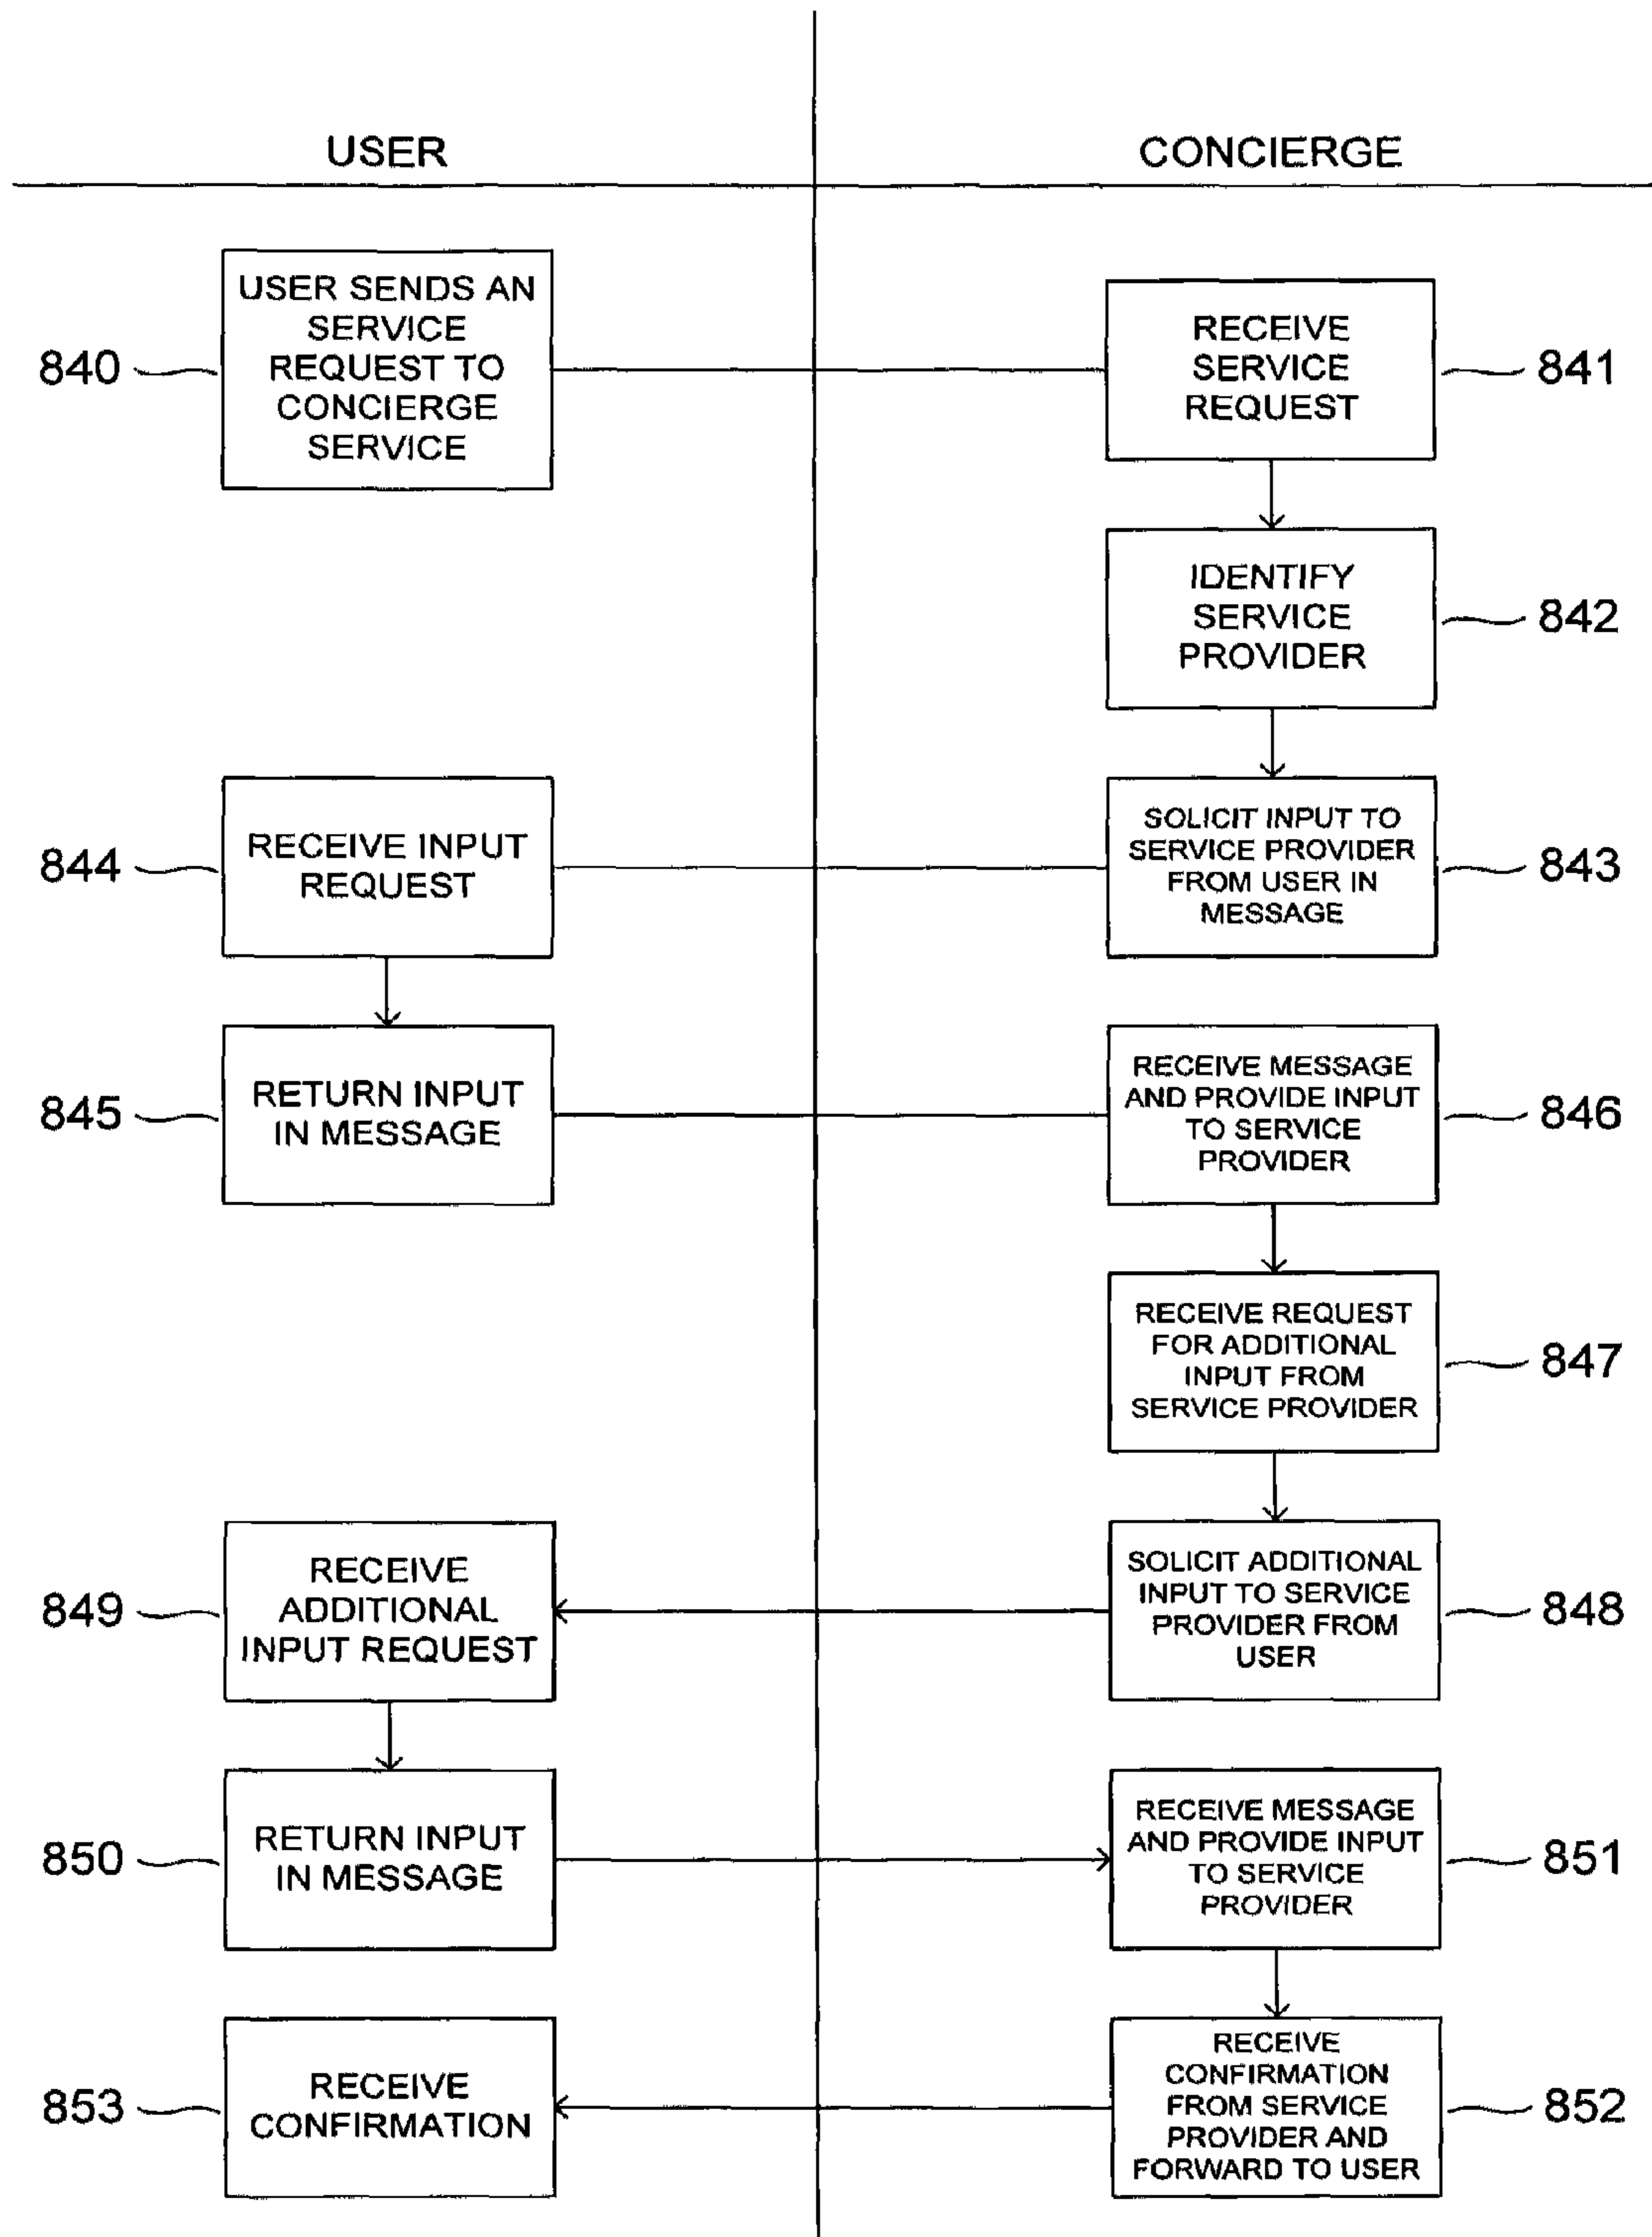 USER
CONCIERGE
840
USER SENDS AN
SERVICE
REQUEST TO
CONCIERGE
SERVICE
RECEIVE
SERVICE
REQUEST
841
IDENTIFY
SERVICE
PROVIDER
842
844
RECEIVE INPUT
REQUEST
SOLICIT INPUT TO
SERVICE PROVIDER
FROM USER IN
MESSAGE
843
845
RETURN INPUT
IN MESSAGE
RECEIVE MESSAGE
AND PROVIDE INPUT
TO SERVICE
PROVIDER
846
RECEIVE REQUEST
FOR ADDITIONAL
INPUT FROM
SERVICE PROVIDER
847
849
RECEIVE
ADDITIONAL
INPUT REQUEST
SOLICIT ADDITIONAL
INPUT TO SERVICE
PROVIDER FROM
USER
848
850
RETURN INPUT
IN MESSAGE
RECEIVE MESSAGE
AND PROVIDE INPUT
TO SERVICE
PROVIDER
851
853
RECEIVE
CONFIRMATION
RECEIVE
CONFIRMATION
FROM SERVICE
PROVIDER AND
FORWARD TO USER
852